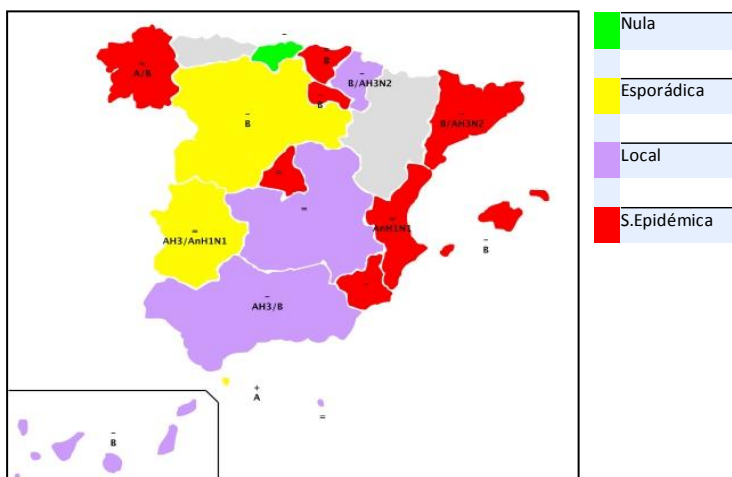 Nula
Esporádica
Local
S.Epidémica
–
=
A/B
=
B
–
B/AH3N2
–
B
–
B
B/AH3N2
=
=
=
AH3/AnH1N1
AnH1N1
–
B
–
AH3/B
+
A
=
–
B